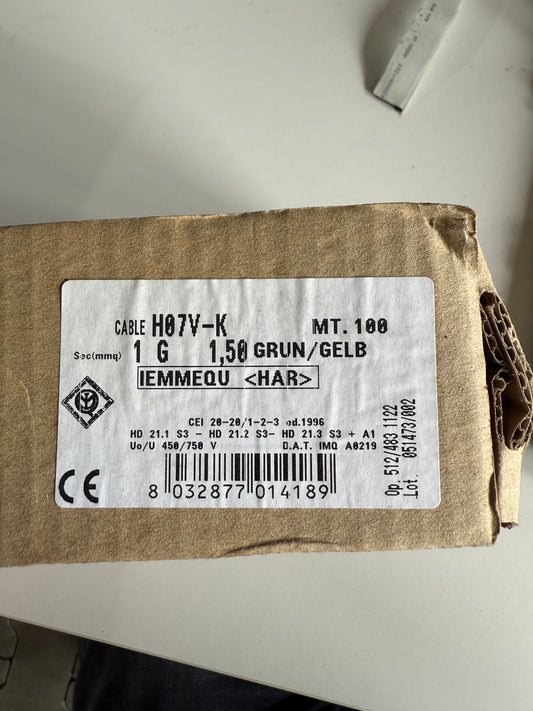 CABLE H07V-K MT. 100
Sec(mmq) 1 G 1,50 GRUN/GELB
IEMMEQU <HAR>
CEI 20-20/1-2-3 ed.1996
HD 21.1 S3 - HD 21.2 S3- HD 21.3 S3 + A1
Uo/U 450/750 V D.A.T. IMQ A0219
CE
8 032877 014189
Op. 512/483 1122
Lot. 051473/002